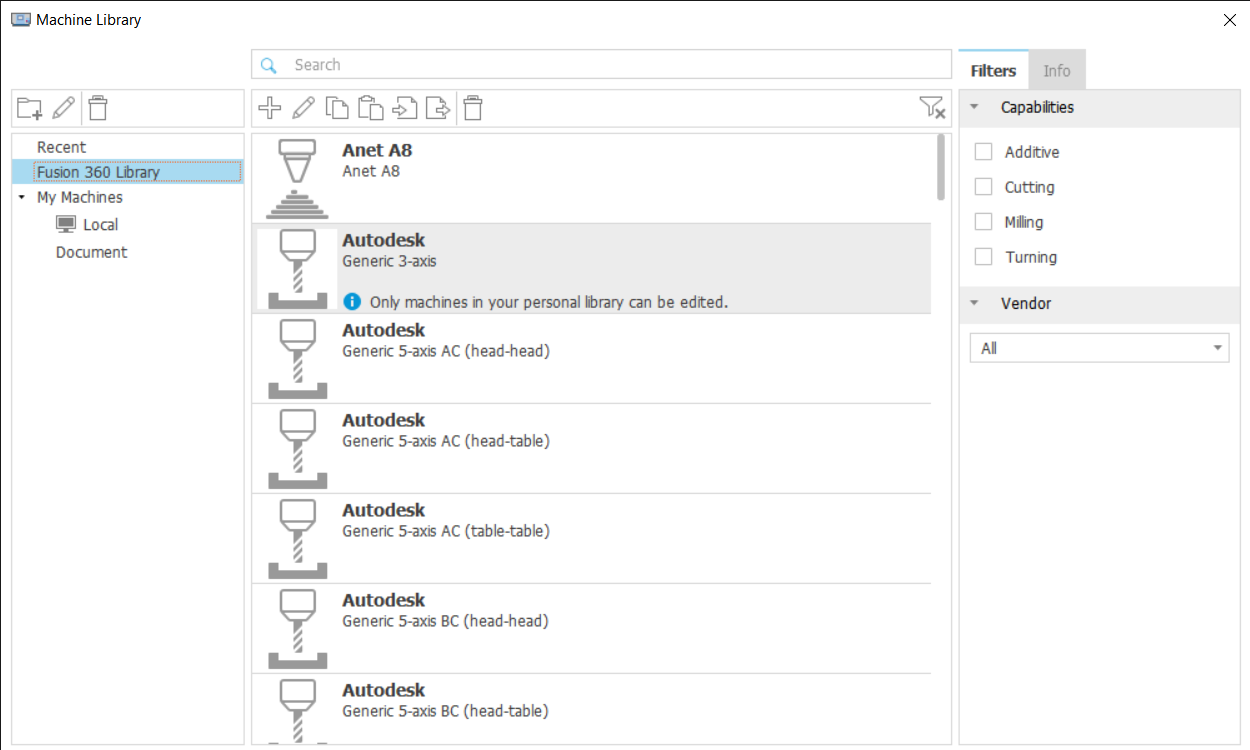 Machine Library
Search
Filters
Info
Recent
Fusion 360 Library
My Machines
Local
Document
Anet A8
Anet A8
Autodesk
Generic 3-axis
Only machines in your personal library can be edited.
Autodesk
Generic 5-axis AC (head-head)
Autodesk
Generic 5-axis AC (head-table)
Autodesk
Generic 5-axis AC (table-table)
Autodesk
Generic 5-axis BC (head-head)
Autodesk
Generic 5-axis BC (head-table)
Capabilities
Additive
Cutting
Milling
Turning
Vendor
All